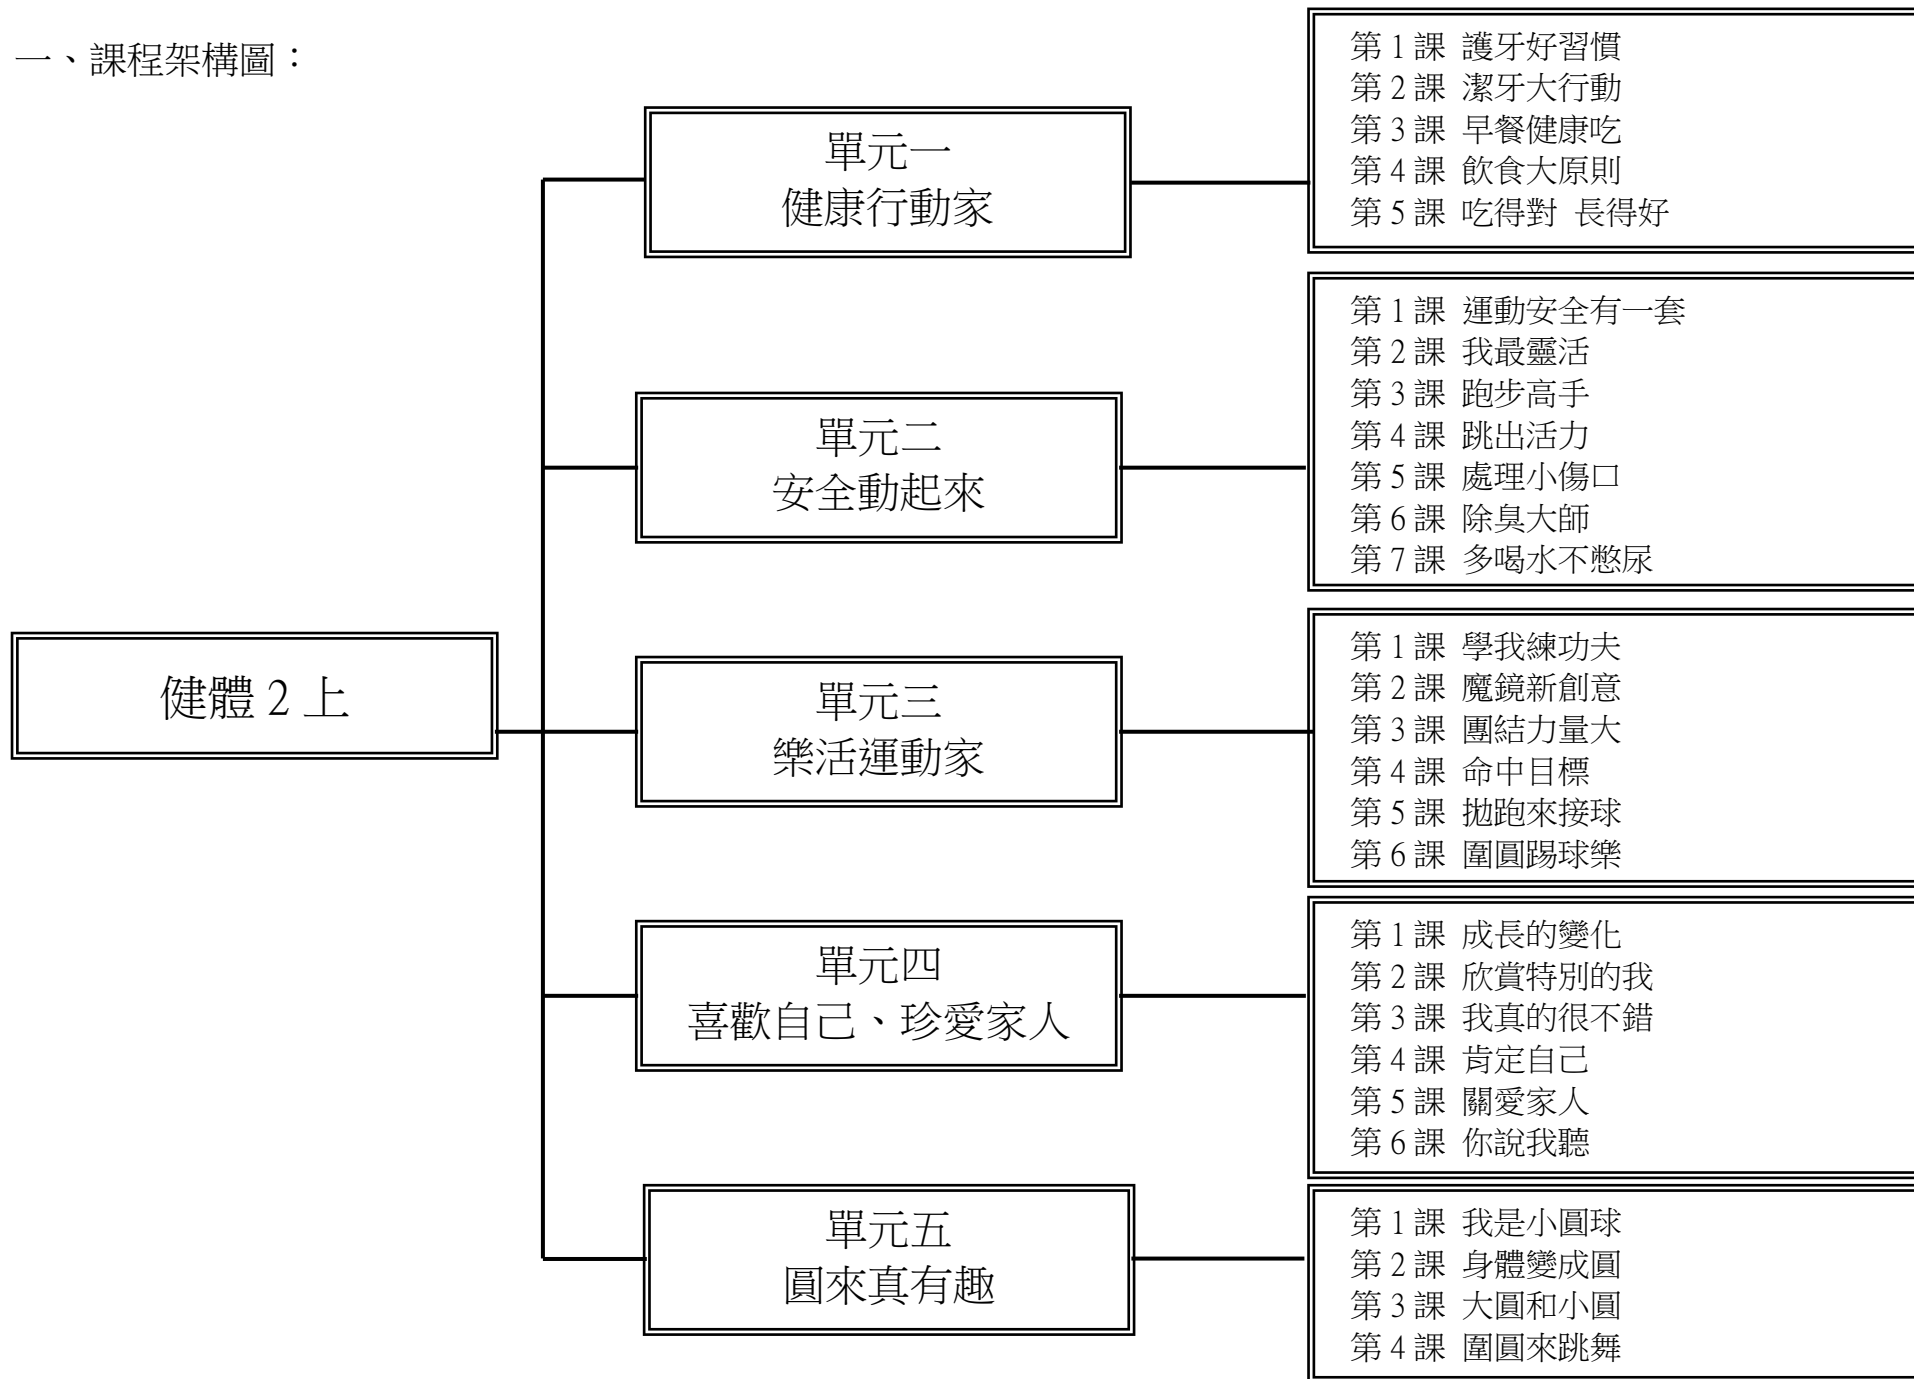 一、課程架構圖：
健體 2 上
單元一
健康行動家
第 1 課 護牙好習慣
第 2 課 潔牙大行動
第 3 課 早餐健康吃
第 4 課 飲食大原則
第 5 課 吃得對 長得好
單元二
安全動起來
第 1 課 運動安全有一套
第 2 課 我最靈活
第 3 課 跑步高手
第 4 課 跳出活力
第 5 課 處理小傷口
第 6 課 除臭大師
第 7 課 多喝水不憋尿
單元三
樂活運動家
第 1 課 學我練功夫
第 2 課 魔鏡新創意
第 3 課 團結力量大
第 4 課 命中目標
第 5 課 拋跑來接球
第 6 課 圍圓踢球樂
單元四
喜歡自己、珍愛家人
第 1 課 成長的變化
第 2 課 欣賞特別的我
第 3 課 我真的很不錯
第 4 課 肯定自己
第 5 課 關愛家人
第 6 課 你說我聽
單元五
圓來真有趣
第 1 課 我是小圓球
第 2 課 身體變成圓
第 3 課 大圓和小圓
第 4 課 圍圓來跳舞